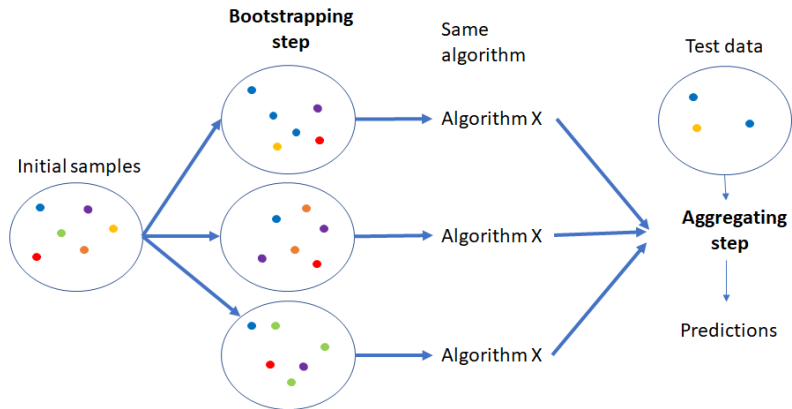 Bootstrapping
step
Same
algorithm
Test data
Algorithm X
Initial samples
Algorithm X
Aggregating
step
Algorithm X
Predictions